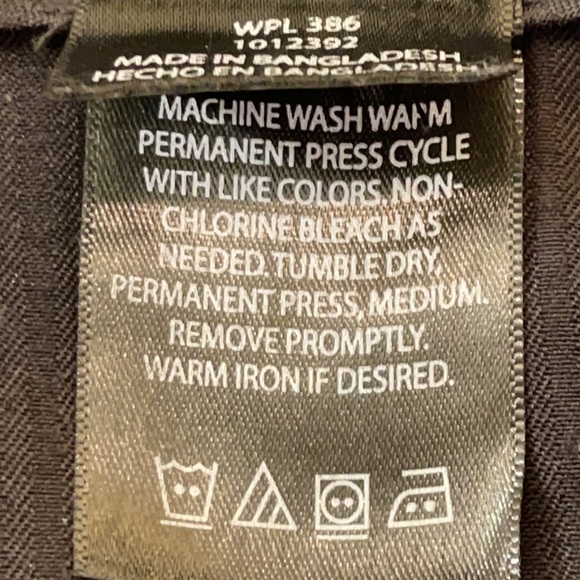 WPL 386
1012392
MADE IN BANGLADESH
HECHO EN BANGLADESH
MACHINE WASH WARM
PERMANENT PRESS CYCLE
WITH LIKE COLORS. NON-
CHLORINE BLEACH AS
NEEDED. TUMBLE DRY,
PERMANENT PRESS, MEDIUM.
REMOVE PROMPTLY.
WARM IRON IF DESIRED.